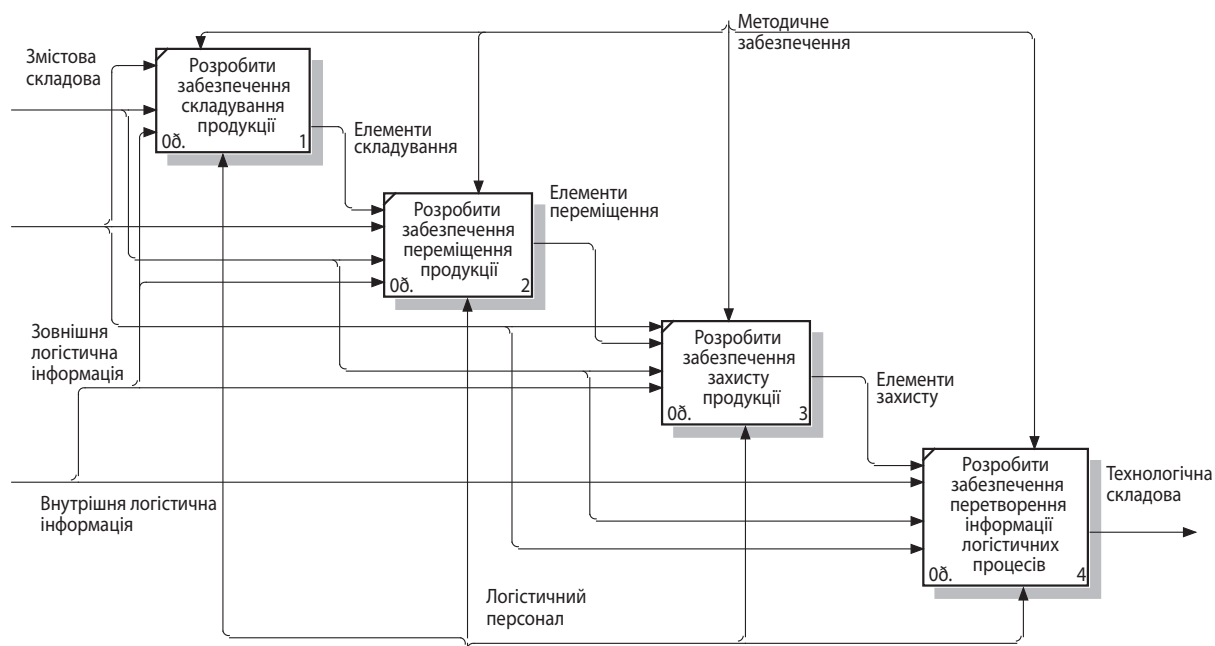 Методичне
забезпечення
Змістова
складова
Розробити
забезпечення
складування
продукції
0ð.
1
Елементи
складування
Розробити
забезпечення
переміщення
продукції
0ð.
2
Елементи
переміщення
Зовнішня
логістична
інформація
Розробити
забезпечення
захисту
продукції
0ð.
3
Елементи
захисту
Внутрішня логістична
інформація
Розробити
забезпечення
перетворення
інформації
логістичних
процесів
0ð.
4
Технологічна
складова
Логістичний
персонал